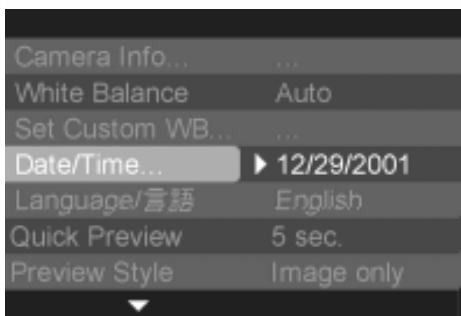 Camera Info... ...
White Balance Auto
Set Custom WB... ...
Date/Time... 12/29/2001
Language/言語 English
Quick Preview 5 sec.
Preview Style Image only